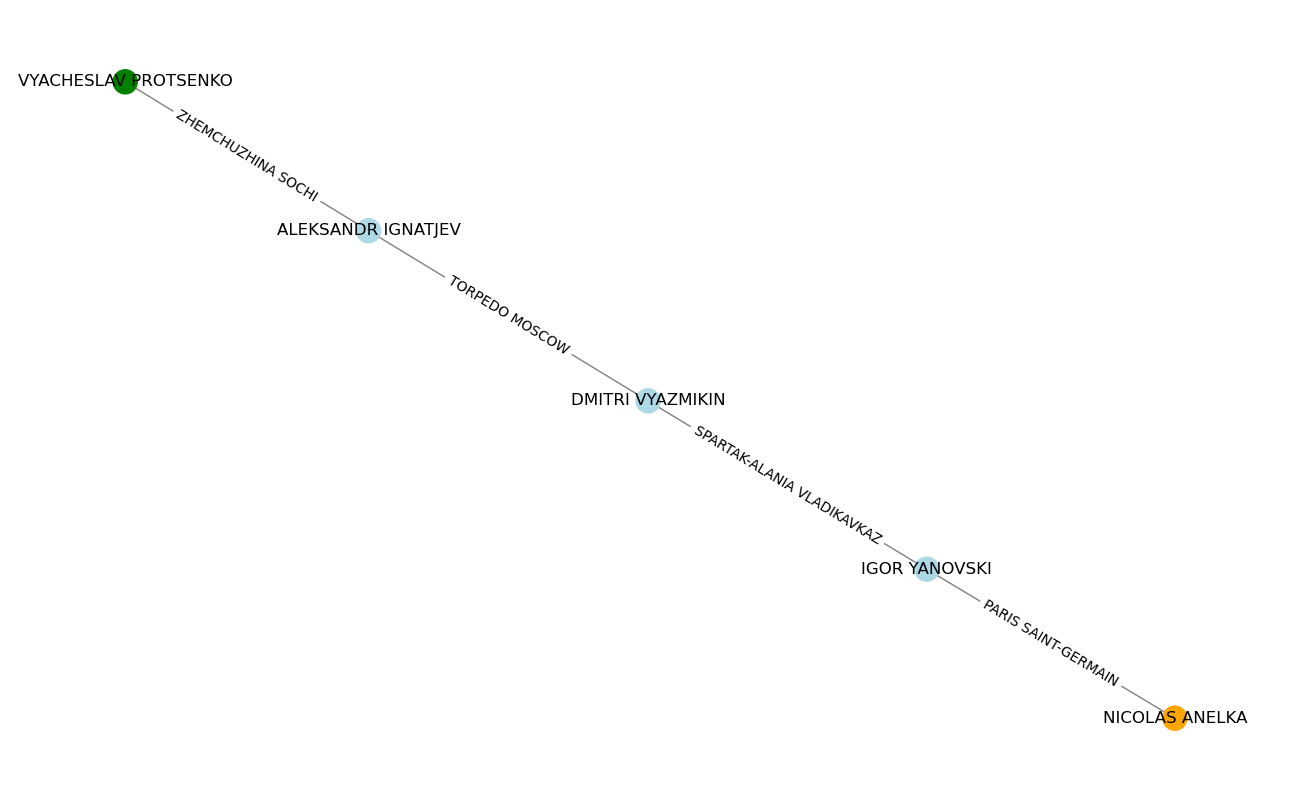 VYACHESLAV PROTSENKO
ZHEMCHUZHINA SOCHI
ALEKSANDR IGNATJEV
TORPEDO MOSCOW
DMITRI VYAZMIKIN
SPARTAK-ALANIA VLADIKAVKAZ
IGOR YANOVSKI
PARIS SAINT-GERMAIN
NICOLAS ANELKA